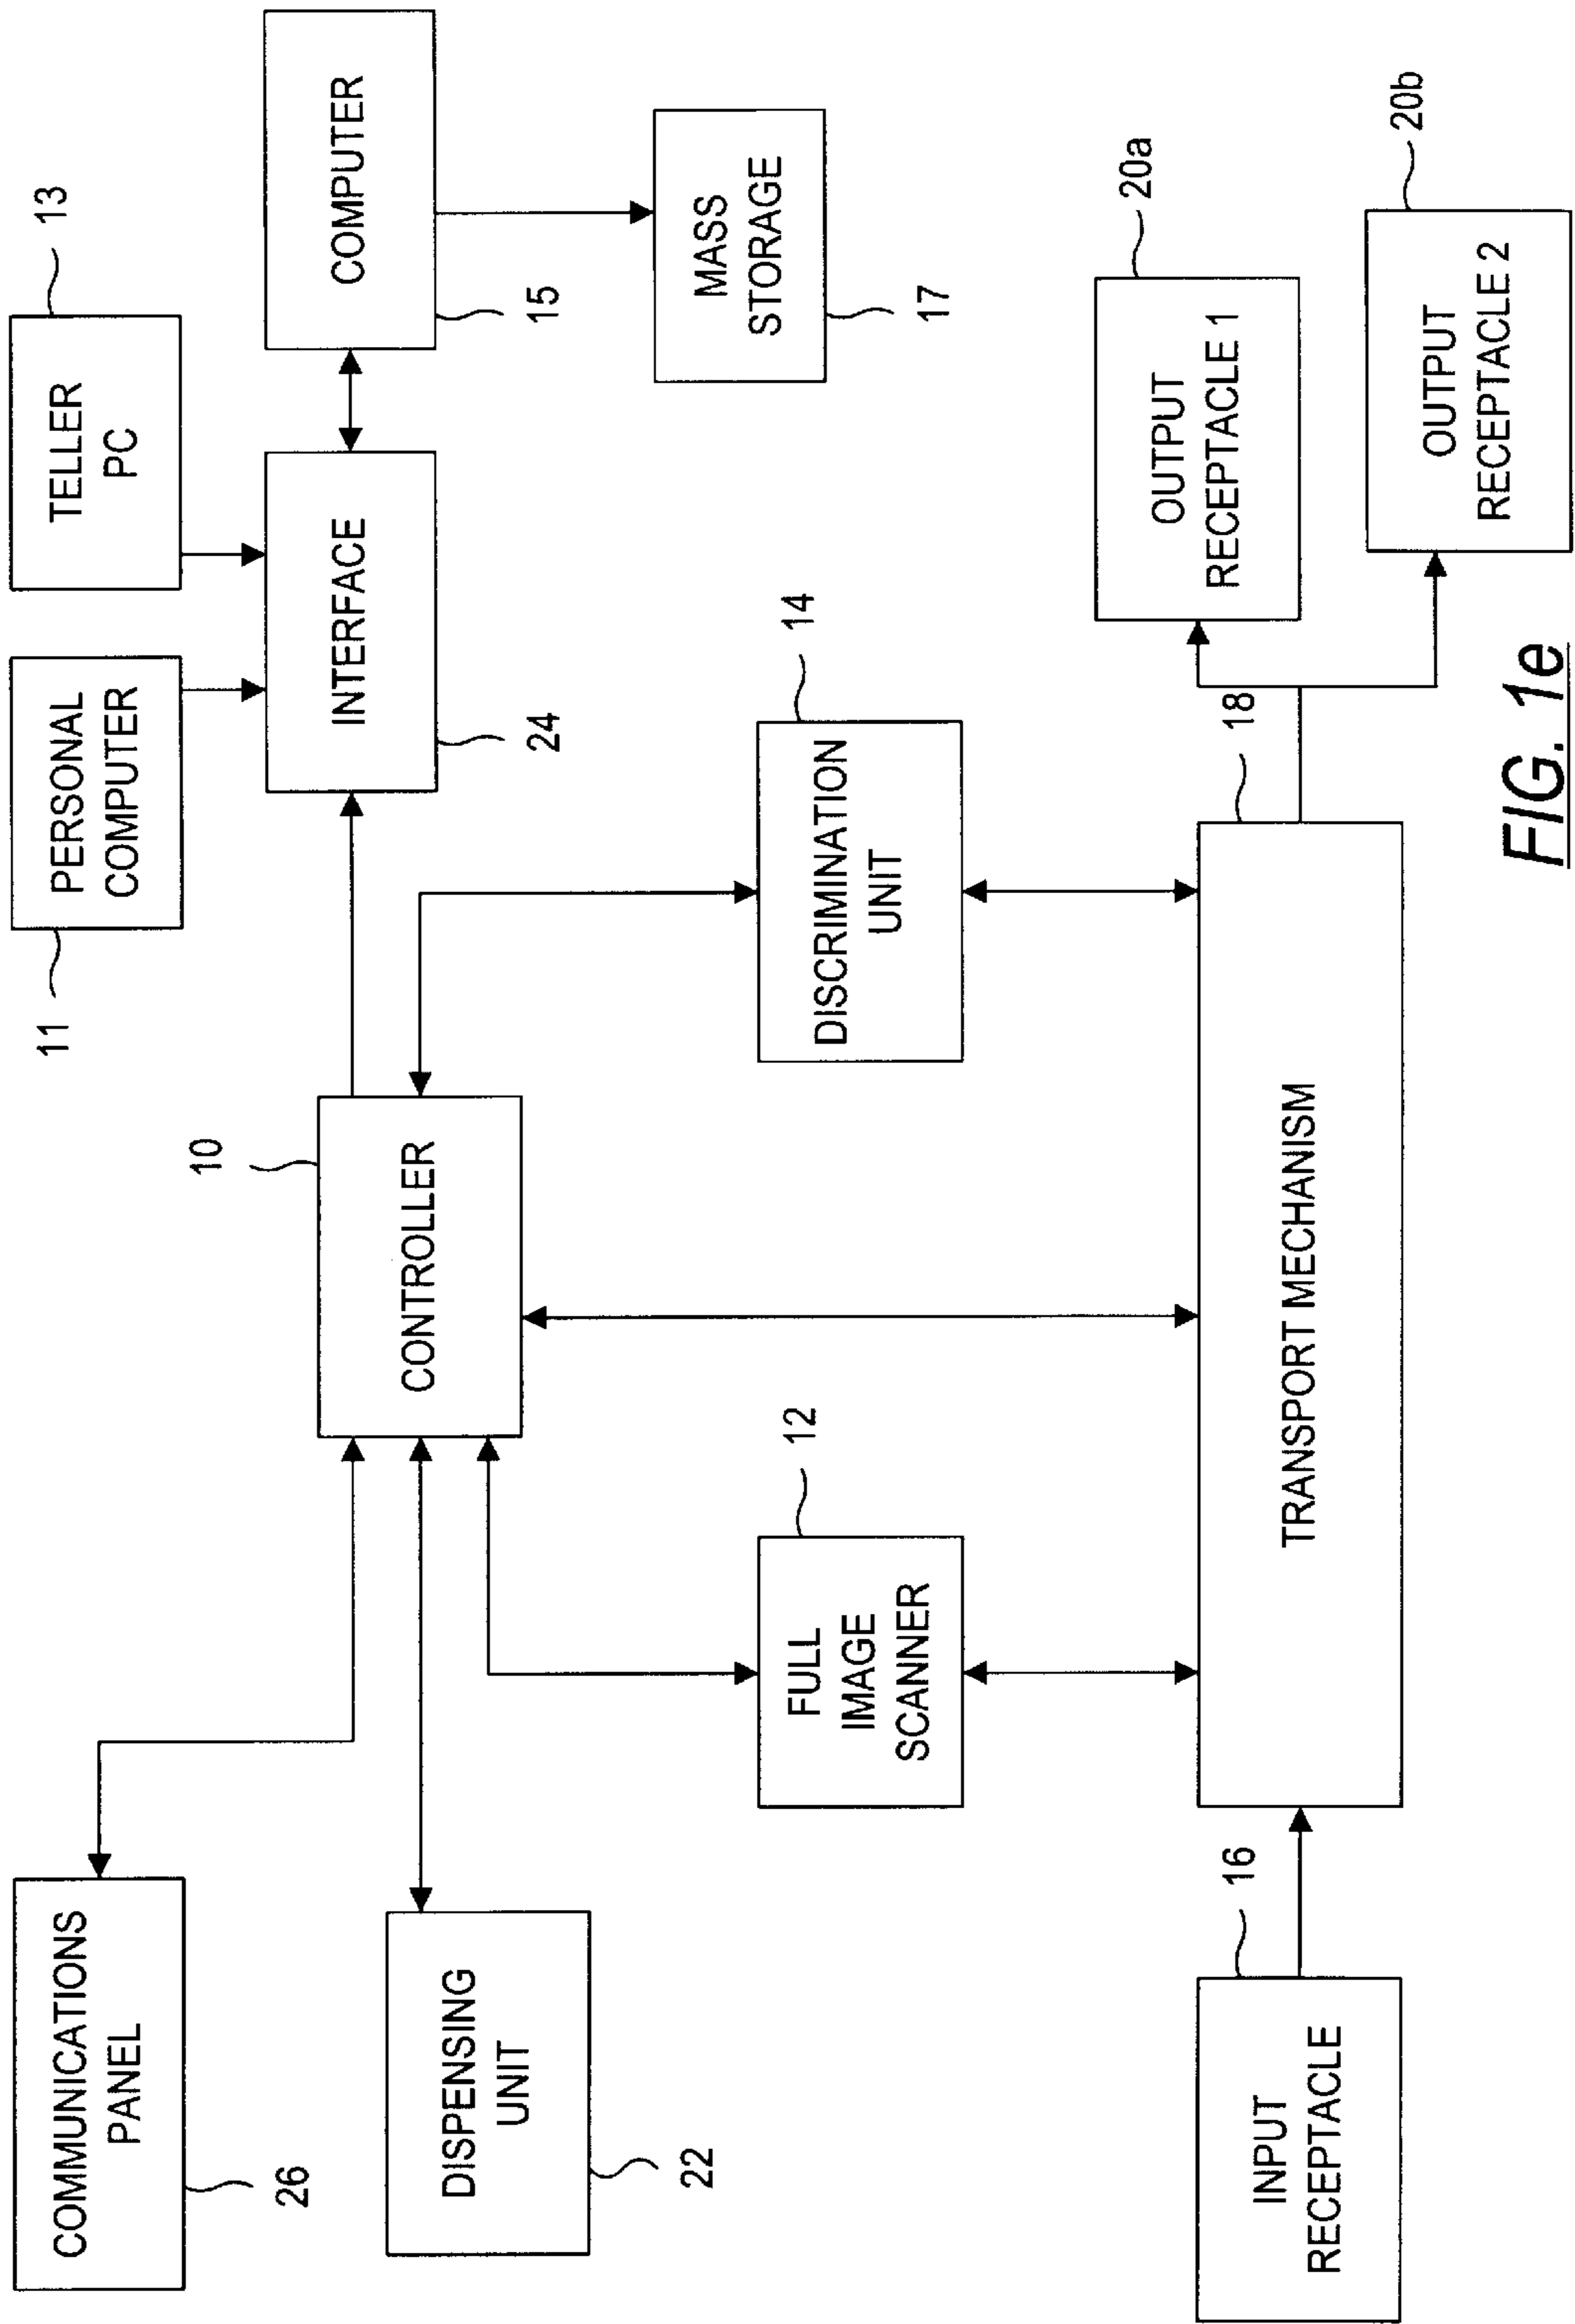 COMMUNICATIONS
PANEL
26
DISPENSING
UNIT
22
10
CONTROLLER
11
PERSONAL
COMPUTER
TELLER
PC
13
INTERFACE
24
COMPUTER
15
MASS
STORAGE
17
FULL
IMAGE
SCANNER
12
DISCRIMINATION
UNIT
14
INPUT
RECEPTACLE
16
TRANSPORT MECHANISM
18
OUTPUT
RECEPTACLE 1
20a
OUTPUT
RECEPTACLE 2
20b
FIG. 1e